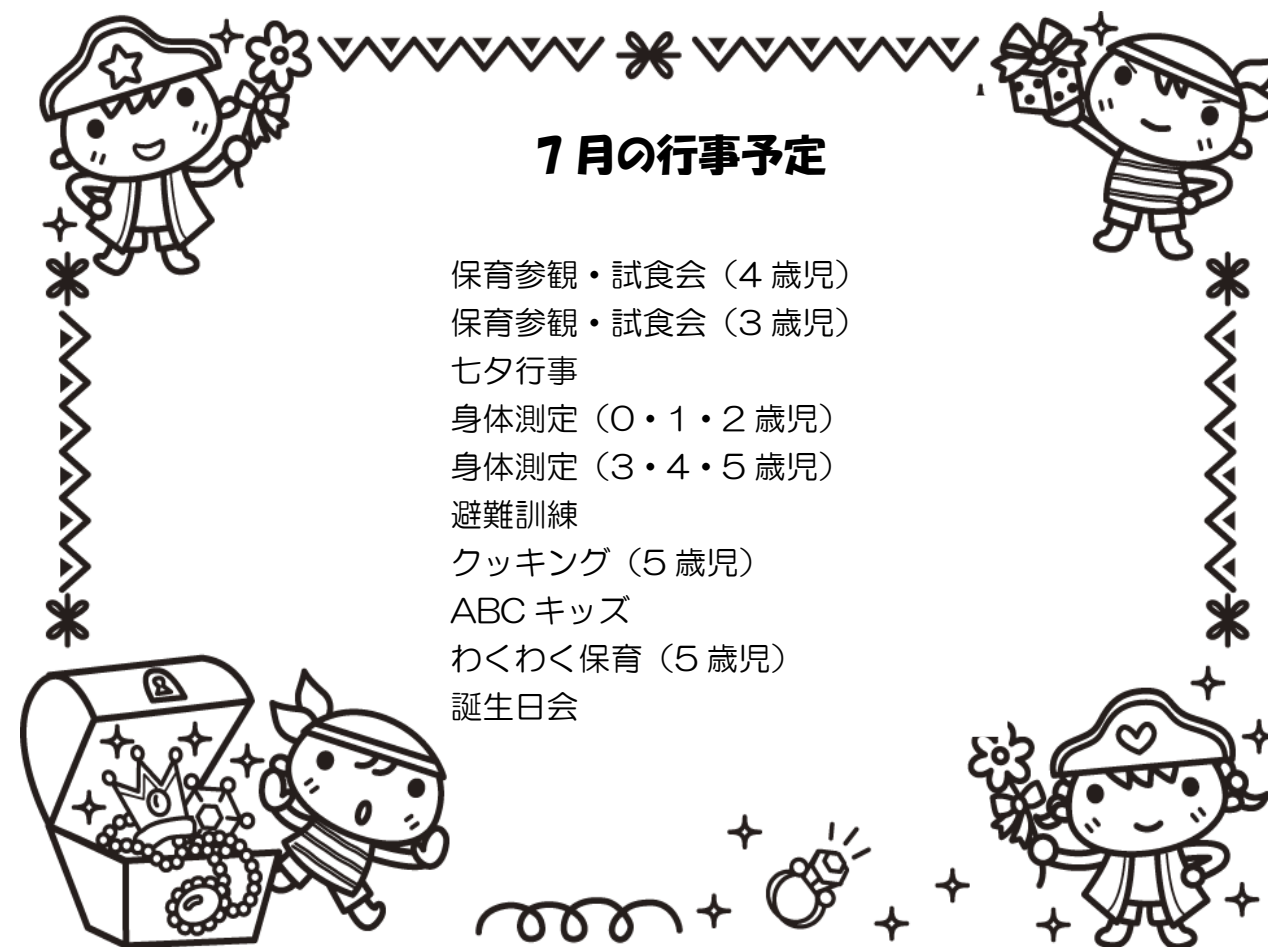 ７月の行事予定
保育参観・試食会（４歳児）
保育参観・試食会（３歳児）
七夕行事
身体測定（０・１・２歳児）
身体測定（３・４・５歳児）
避難訓練
クッキング（５歳児）
ABCキッズ
わくわく保育（５歳児）
誕生日会